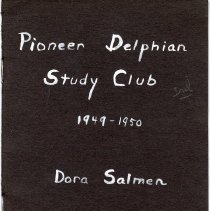 Pioneer Delphian
Study Club
1949-1950
Dora Salmen